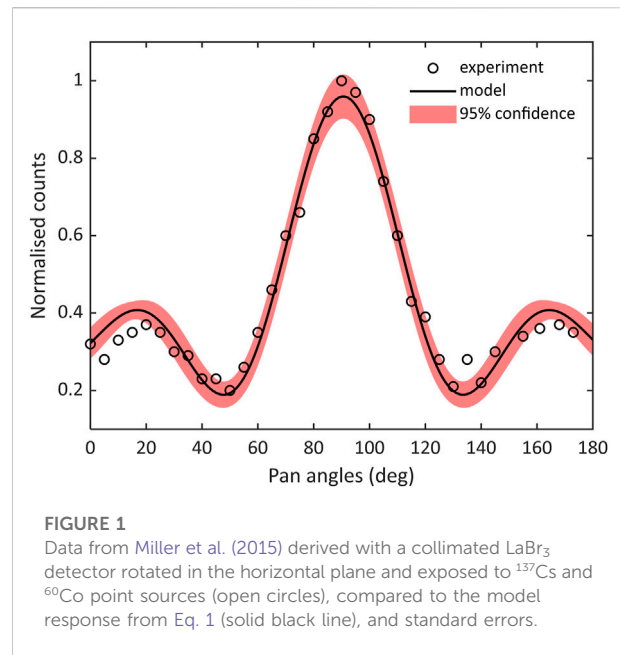 1
0.8
0.6
0.4
0.2
Normalised counts
experiment
model
95% confidence
0 20 40 60 80 100 120 140 160 180
Pan angles (deg)
FIGURE 1
Data from Miller et al. (2015) derived with a collimated LaBr₃
detector rotated in the horizontal plane and exposed to ¹³⁷Cs and
⁶⁰Co point sources (open circles), compared to the model
response from Eq. 1 (solid black line), and standard errors.